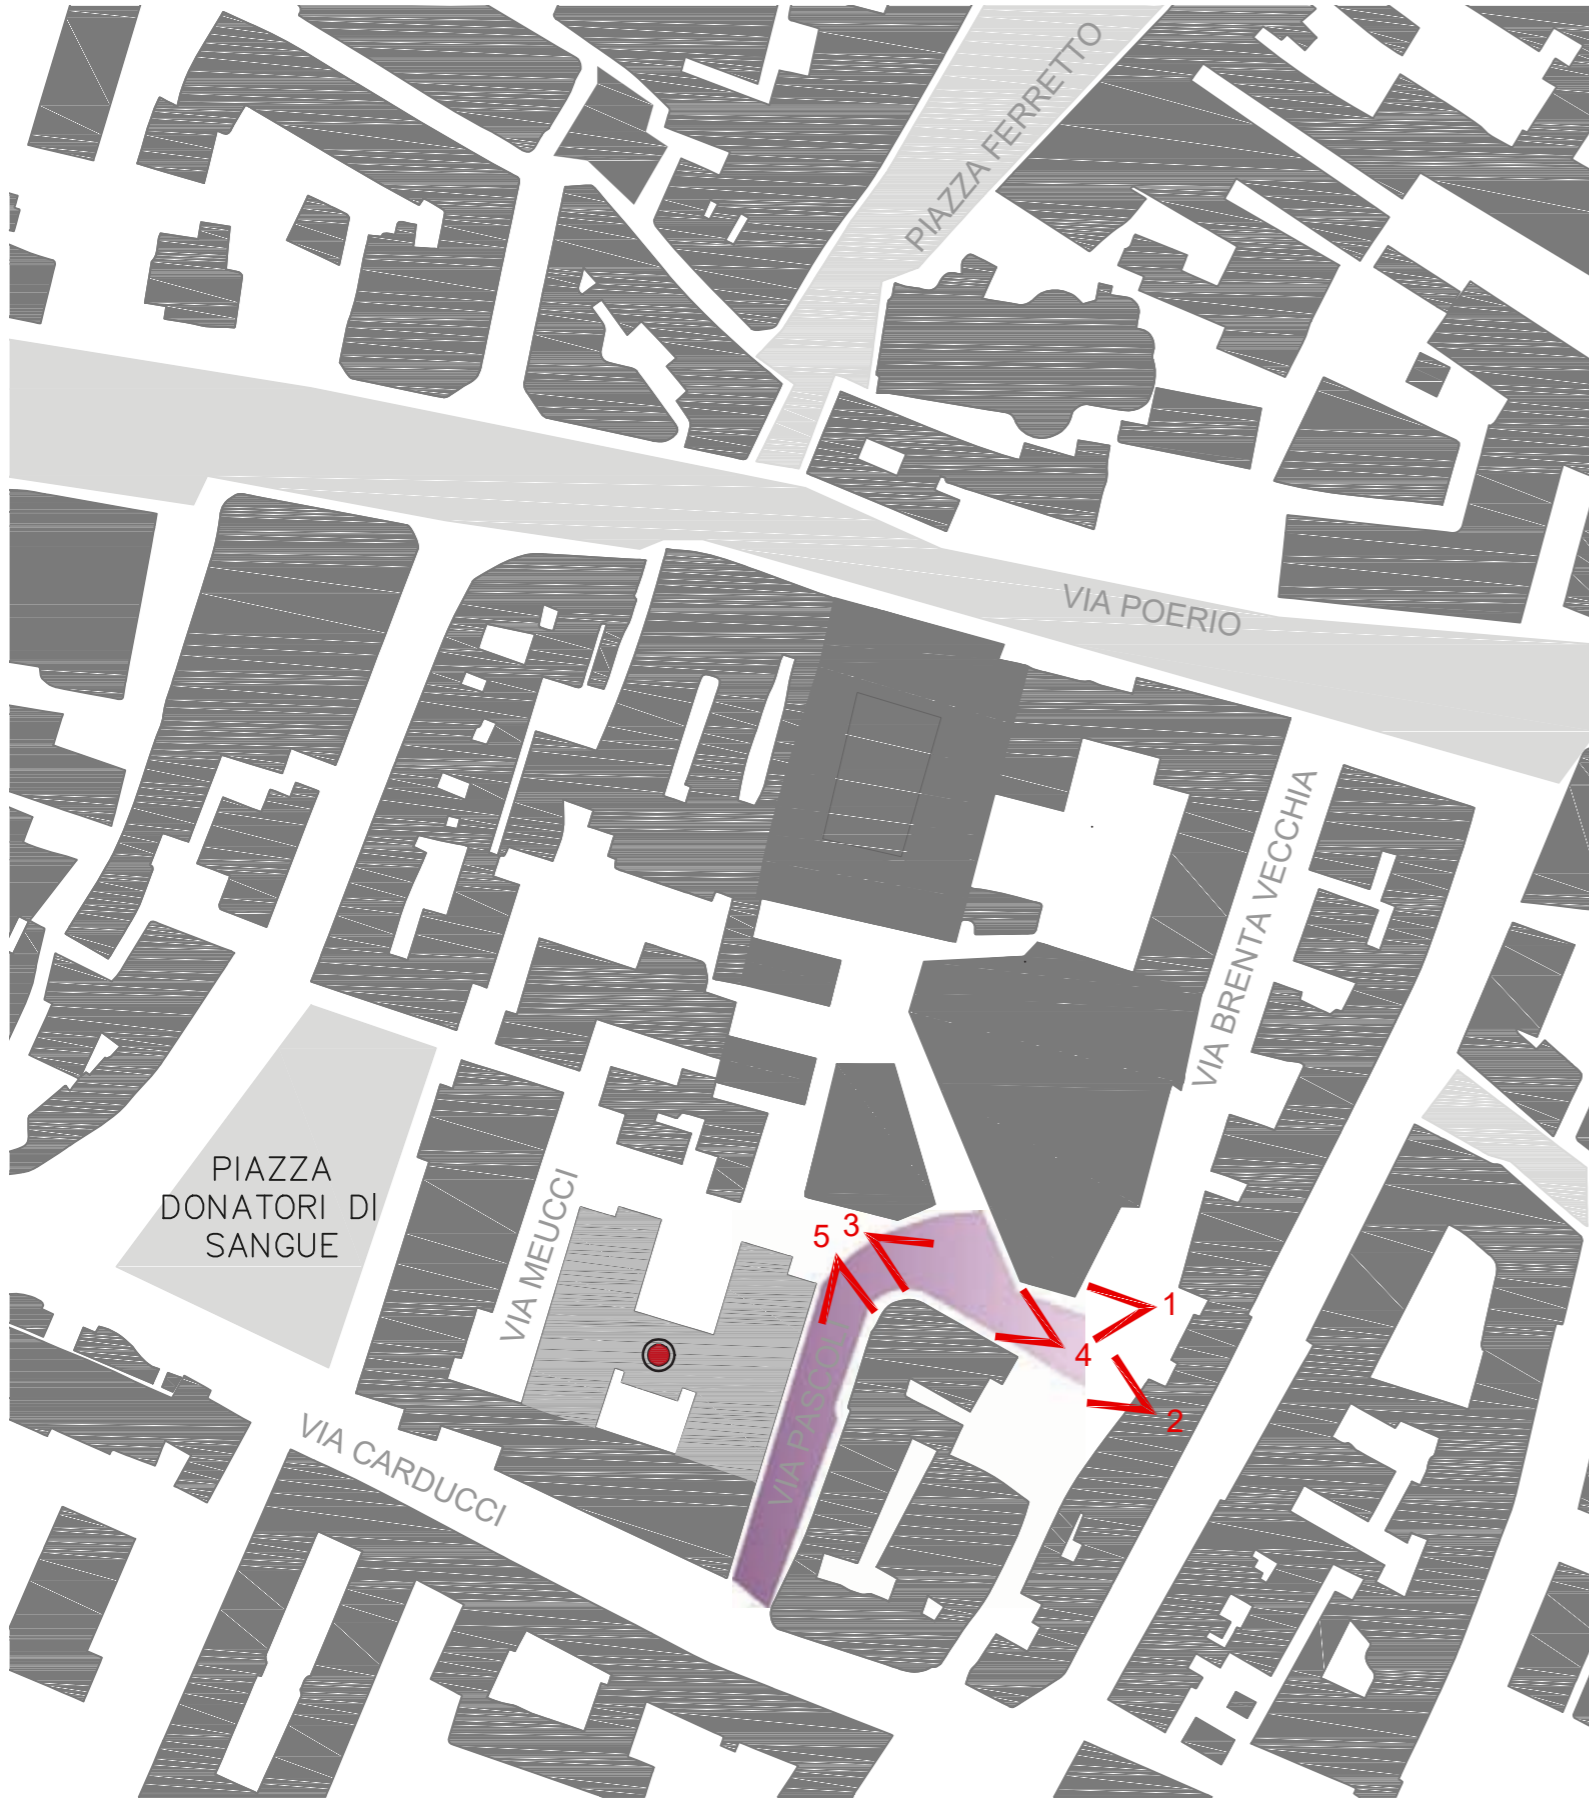 PIAZZA FERRETTO
VIA POERIO
VIA BRENTA VECCHIA
PIAZZA
DONATORI DI
SANGUE
VIA MEUCCI
5
3
1
4
2
VIA PASCOLI
VIA CARDUCCI